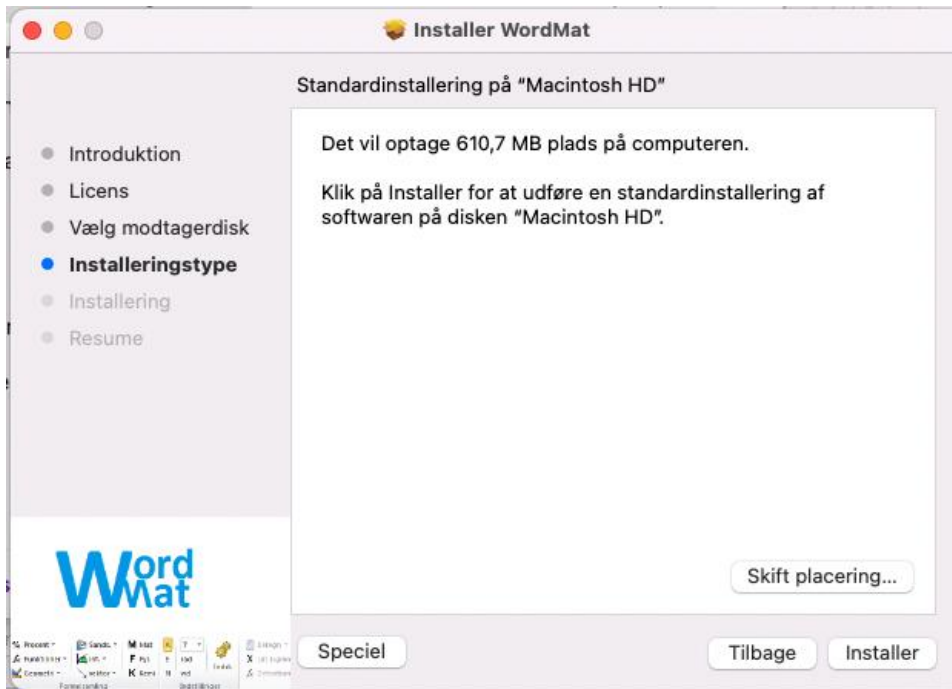 Installer WordMat
Standardinstallering på “Macintosh HD”
Introduktion
Licens
Vælg modtagerdisk
Installeringstype
Installering
Resume
Det vil optage 610,7 MB plads på computeren.
Klik på Installer for at udføre en standardinstallering af
softwaren på disken “Macintosh HD”.
Skift placering...
Word
Mat
Speciel
Tilbage
Installer